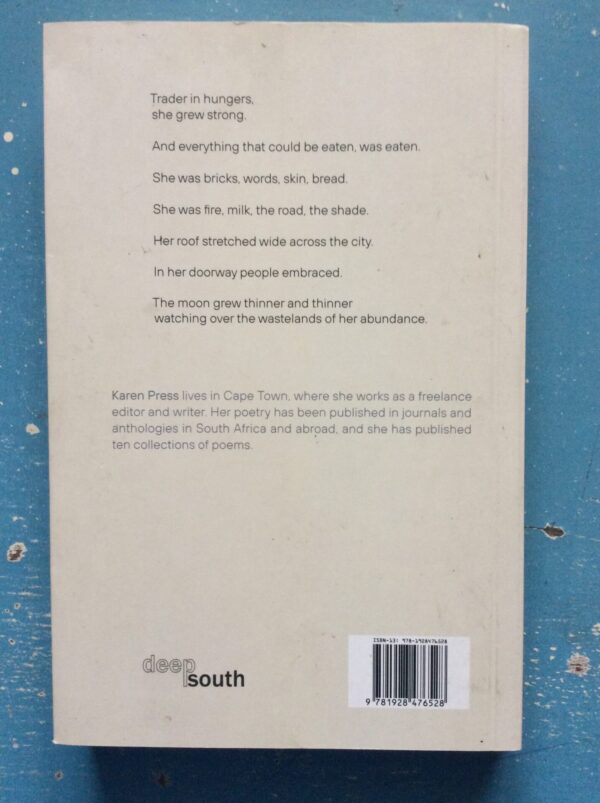 Trader in hungers,
she grew strong.
And everything that could be eaten, was eaten.
She was bricks, words, skin, bread.
She was fire, milk, the road, the shade.
Her roof stretched wide across the city.
In her doorway people embraced.
The moon grew thinner and thinner
watching over the wastelands of her abundance.
Karen Press lives in Cape Town, where she works as a freelance
editor and writer. Her poetry has been published in journals and
anthologies in South Africa and abroad, and she has published
ten collections of poems.
deep
south
ISBN-13: 978-1928476528
9 781928 476528